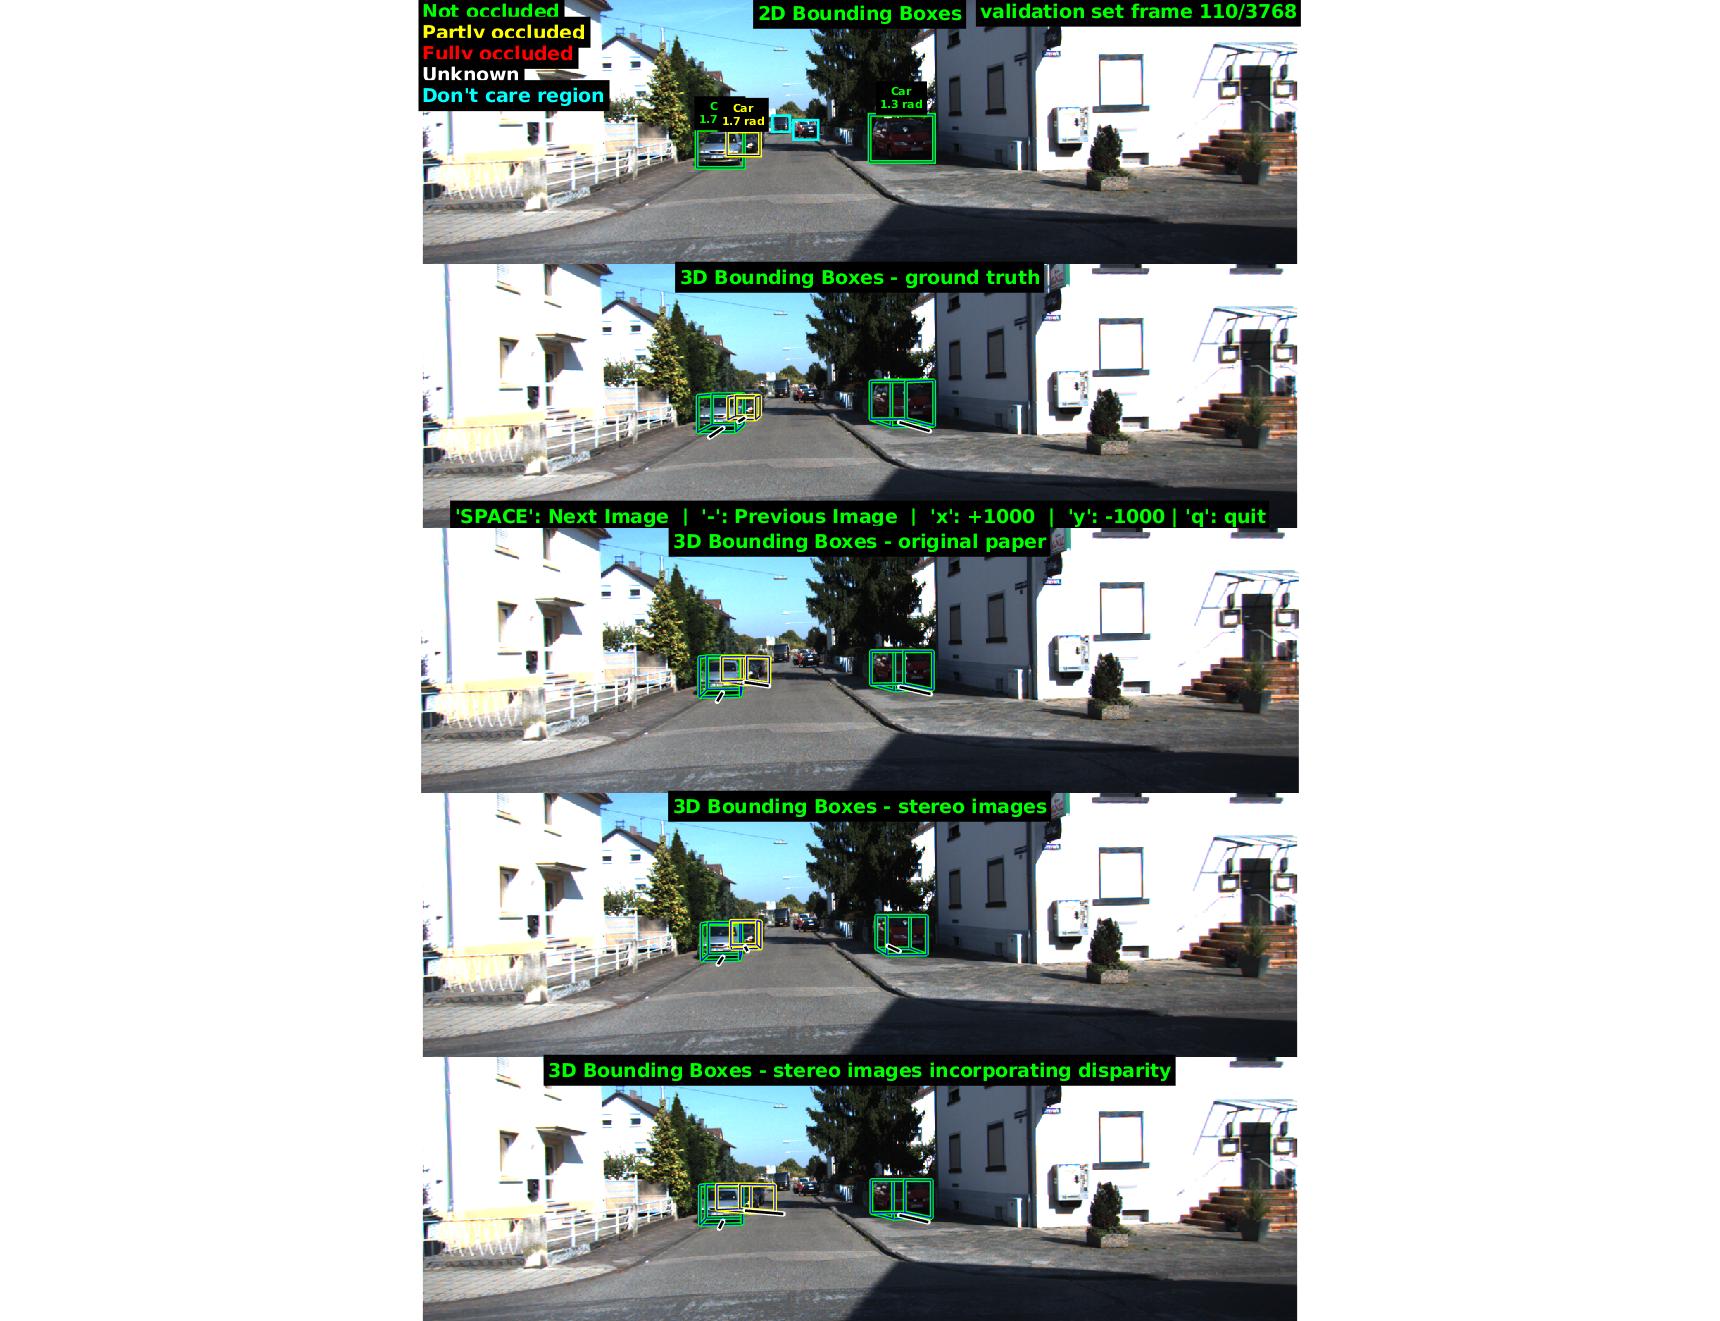 Not occluded
Partly occluded
Fully occluded
Unknown
Don't care region
2D Bounding Boxes
validation set frame 110/3768
C
1.7
Car
1.7 rad
Car
1.3 rad
3D Bounding Boxes - ground truth
'SPACE': Next Image | '-': Previous Image | 'x': +1000 | 'y': -1000 | 'q': quit
3D Bounding Boxes - original paper
3D Bounding Boxes - stereo images
3D Bounding Boxes - stereo images incorporating disparity